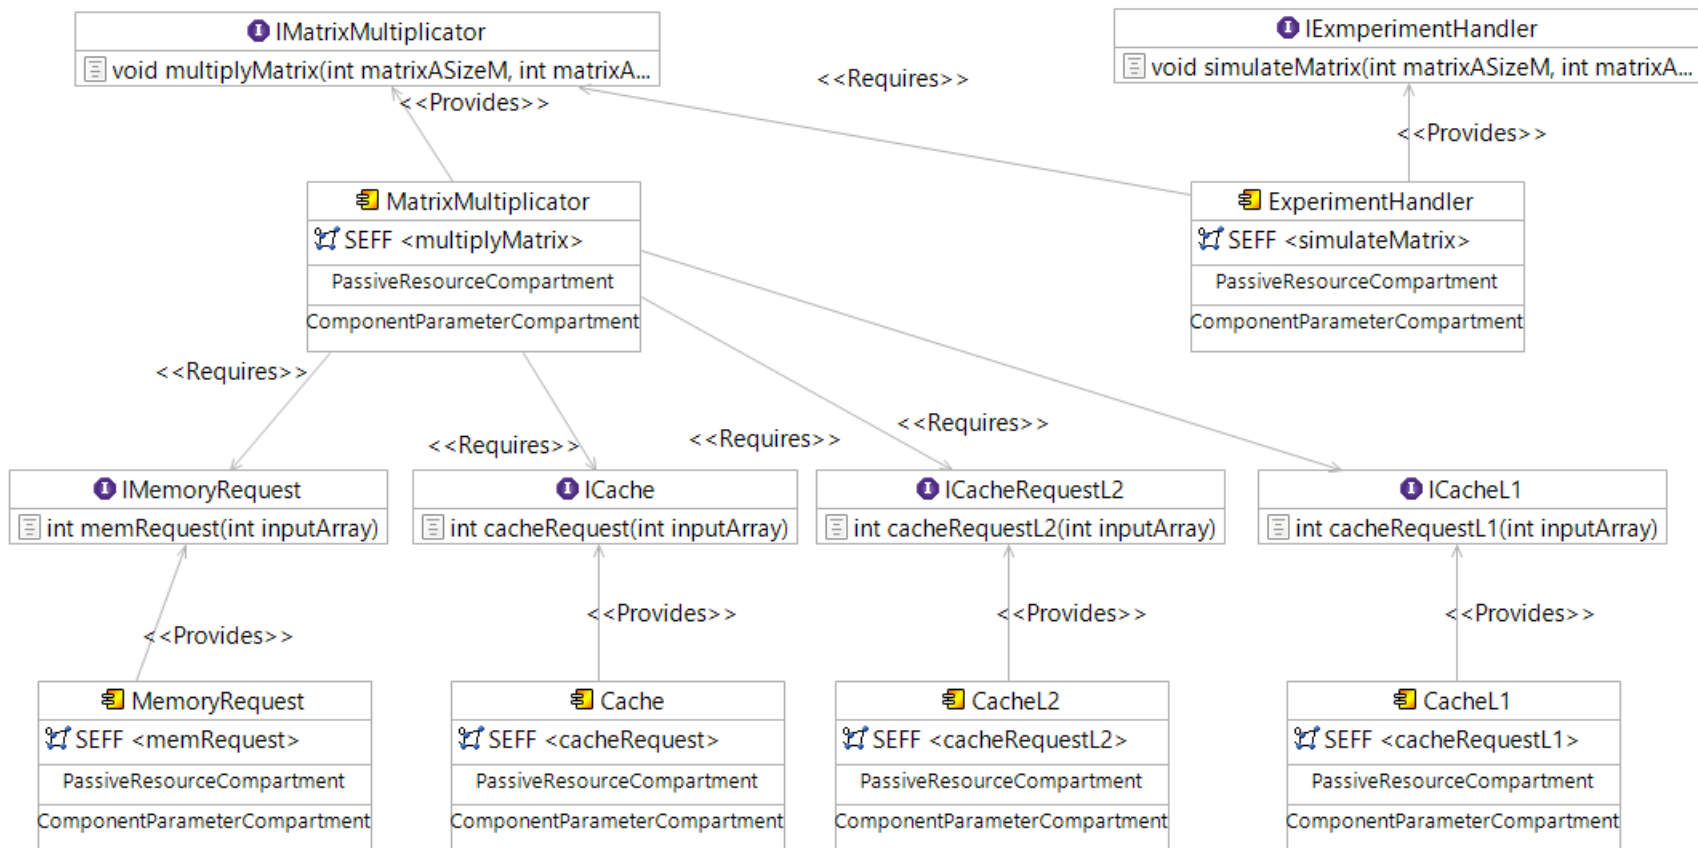 IMatrixMultiplicator
void multiplyMatrix(int matrixASizeM, int matrixA...
IExmperimentHandler
void simulateMatrix(int matrixASizeM, int matrixA...
<<Requires>>
<<Provides>>
<<Provides>>
MatrixMultiplicator
SEFF <multiplyMatrix>
PassiveResourceCompartment
ComponentParameterCompartment
ExperimentHandler
SEFF <simulateMatrix>
PassiveResourceCompartment
ComponentParameterCompartment
<<Requires>>
<<Requires>>
<<Requires>>
<<Requires>>
IMemoryRequest
int memRequest(int inputArray)
ICache
int cacheRequest(int inputArray)
ICacheRequestL2
int cacheRequestL2(int inputArray)
ICacheL1
int cacheRequestL1(int inputArray)
<<Provides>>
<<Provides>>
<<Provides>>
<<Provides>>
MemoryRequest
SEFF <memRequest>
PassiveResourceCompartment
ComponentParameterCompartment
Cache
SEFF <cacheRequest>
PassiveResourceCompartment
ComponentParameterCompartment
CacheL2
SEFF <cacheRequestL2>
PassiveResourceCompartment
ComponentParameterCompartment
CacheL1
SEFF <cacheRequestL1>
PassiveResourceCompartment
ComponentParameterCompartment